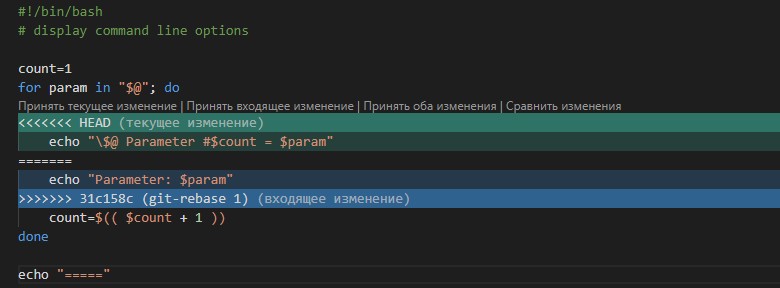 #!/bin/bash
# display command line options
count=1
for param in "$@"; do
Принять текущее изменение | Принять входящее изменение | Принять оба изменения | Сравнить изменения
<<<<<<< HEAD (текущее изменение)
    echo "\$@ Parameter #$count = $param"
=======
    echo "Parameter: $param"
>>>>>>> 31c158c (git-rebase 1) (входящее изменение)
    count=$(( $count + 1 ))
done
echo "====="